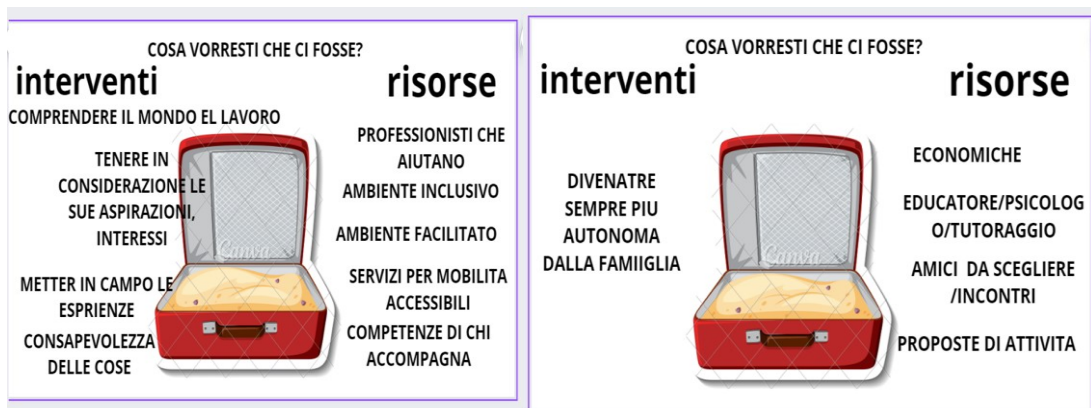 COSA VORRESTI CHE CI FOSSE?
interventi
risorse
COMPRENDERE IL MONDO EL LAVORO
TENERE IN
CONSIDERAZIONE LE
SUE ASPIRAZIONI,
INTERESSI
METTER IN CAMPO LE
ESPRIENZE
CONSAPEVOLEZZA
DELLE COSE
PROFESSIONISTI CHE
AIUTANO
AMBIENTE INCLUSIVO
AMBIENTE FACILITATO
SERVIZI PER MOBILITA
ACCESSIBILI
COMPETENZE DI CHI
ACCOMPAGNA
Canva
COSA VORRESTI CHE CI FOSSE?
interventi
risorse
DIVENATRE
SEMPRE PIU
AUTONOMA
DALLA FAMIIGLIA
ECONOMICHE
EDUCATORE/PSICOLOG
O/TUTORAGGIO
AMICI DA SCEGLIERE
/INCONTRI
PROPOSTE DI ATTIVITA
Canva